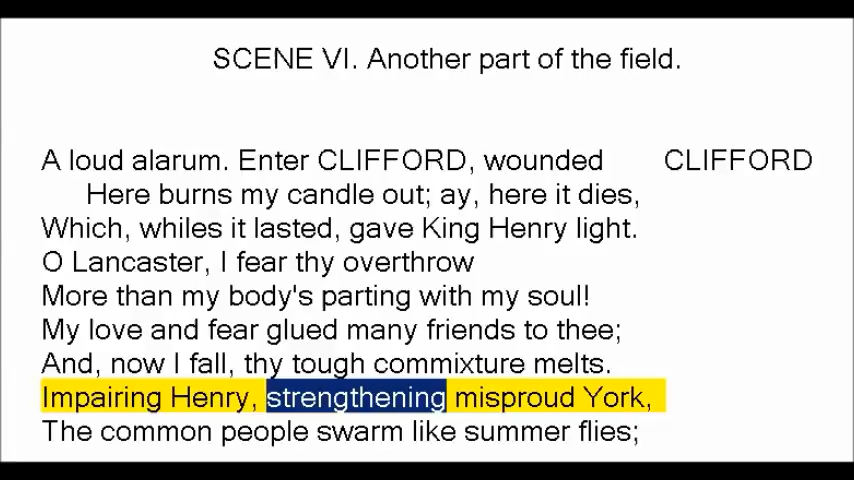 SCENE VI. Another part of the field.
A loud alarum. Enter CLIFFORD, wounded CLIFFORD
Here burns my candle out; ay, here it dies,
Which, whiles it lasted, gave King Henry light.
O Lancaster, I fear thy overthrow
More than my body's parting with my soul!
My love and fear glued many friends to thee;
And, now I fall, thy tough commixture melts.
Impairing Henry, strengthening misproud York,
The common people swarm like summer flies;